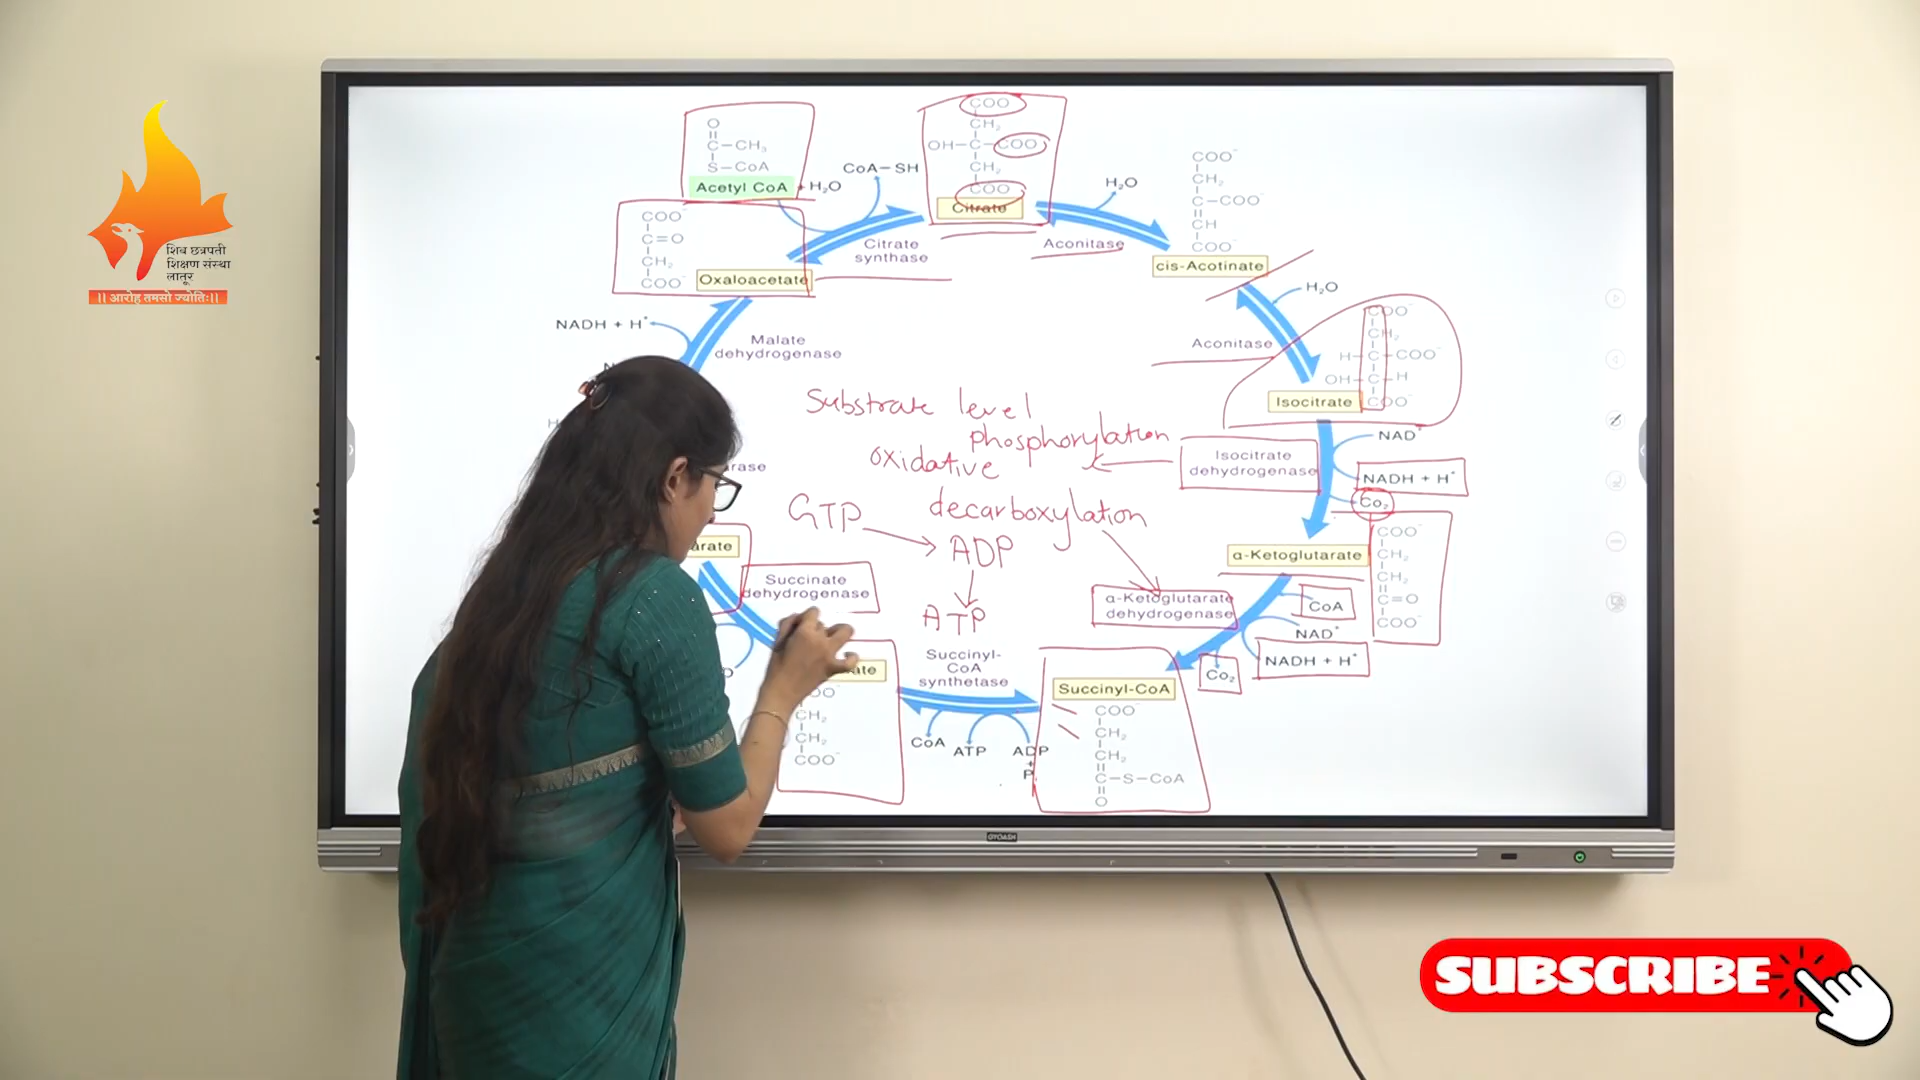 शिव छत्रपती
शिक्षण संस्था
लातूर
।। आरोह तमसो ज्योतिः।।
O
C–CH₃
S–CoA
Acetyl CoA + H₂O
CoA–SH
COO
CH₂
OH–C–COO
CH₂
COO
Citrate
Citrate
synthase
H₂O
Aconitase
COO⁻
CH₂
C–COO⁻
CH
COO⁻
cis-Acotinate
COO⁻
C=O
CH₂
COO⁻
Oxaloacetate
H₂O
Aconitase
COO⁻
CH₂
H–C–COO⁻
OH–C–H
COO⁻
Isocitrate
NADH + H⁺
Malate
dehydrogenase
Substrate level
phosphorylation
oxidative
decarboxylation
GTP
ADP
ATP
Isocitrate
dehydrogenase
NAD⁺
NADH + H⁺
Co₂
α-Ketoglutarate
COO⁻
CH₂
CH₂
C=O
COO⁻
α-Ketoglutarate
dehydrogenase
CoA
NAD⁺
NADH + H⁺
Co₂
Succinyl-CoA
COO⁻
CH₂
CH₂
C–S–CoA
O
Succinyl-
CoA
synthetase
CoA
ATP
ADP
+
P
Succinate
dehydrogenase
CH₂
CH₂
COO⁻
GYOASH
SUBSCRIBE